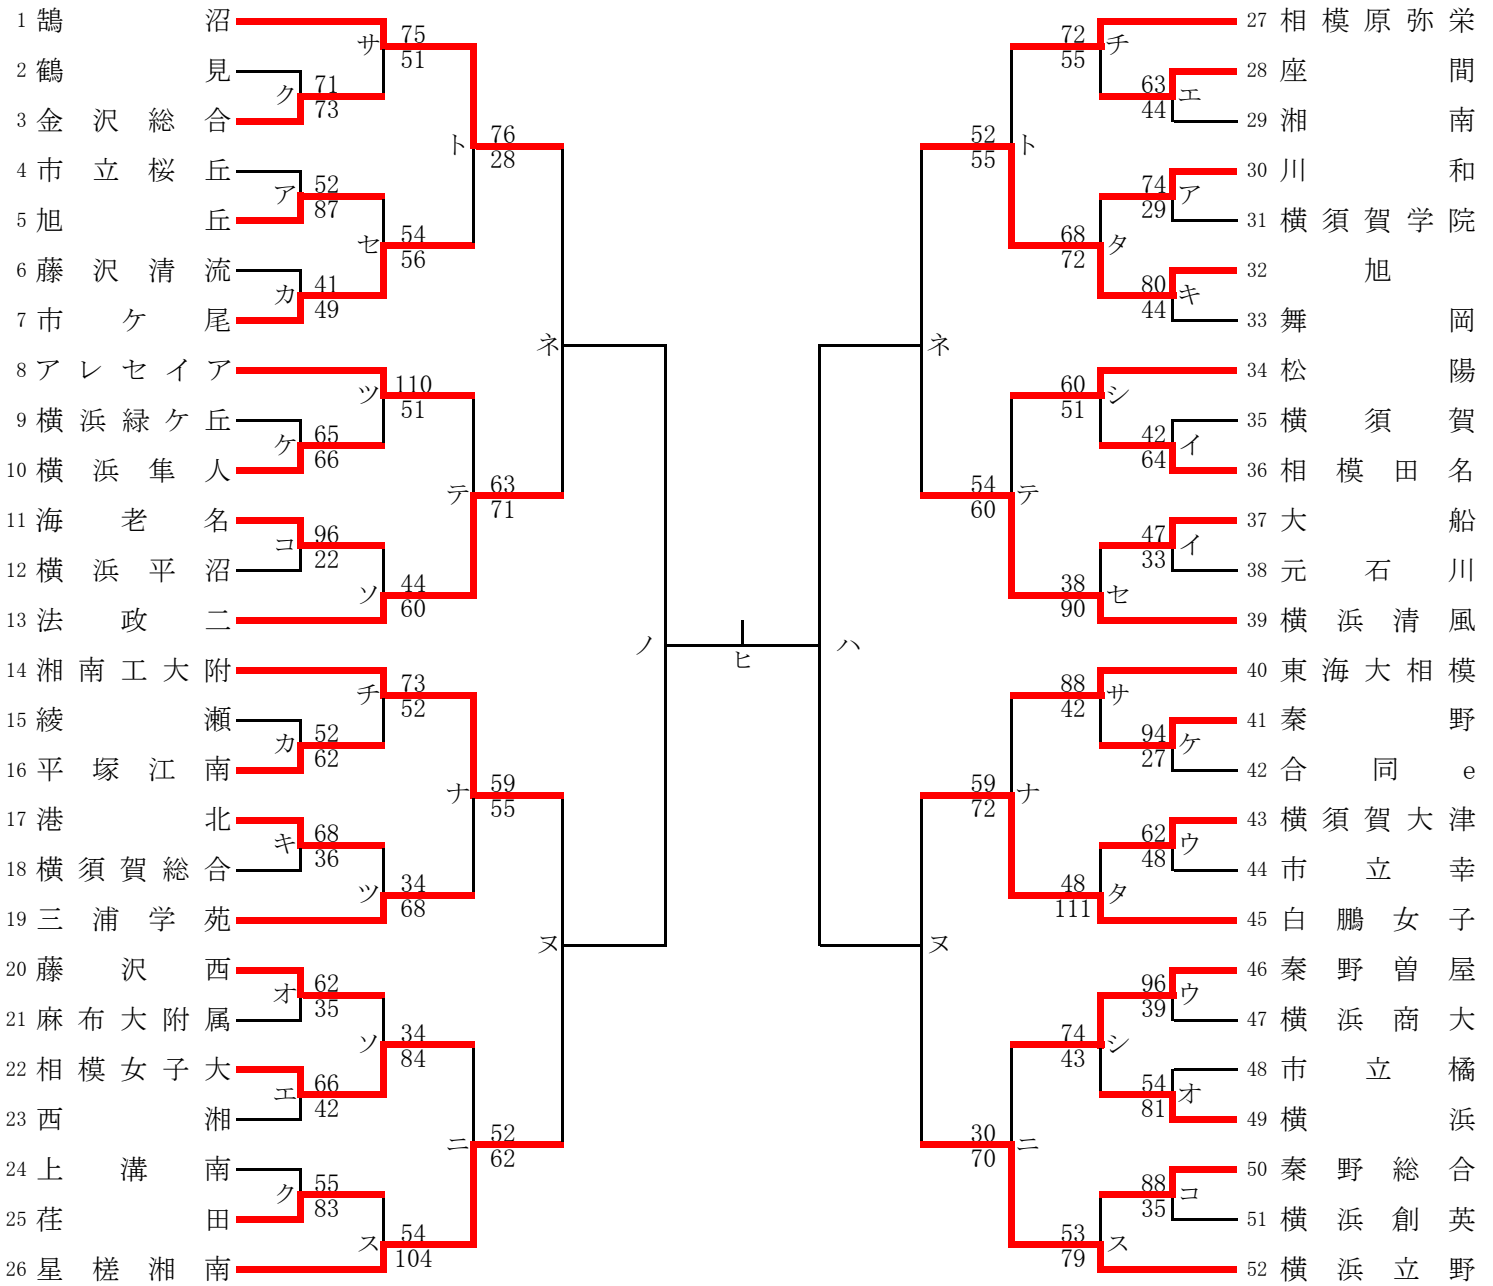 1 鵠沼
サ 75
51
2 鶴見
ク 71
73
3 金沢総合
ト 76
28
4 市立桜丘
ア 52
87
5 旭丘
セ 54
56
6 藤沢清流
カ 41
49
7 市ケ尾
ネ
8 アレセイア
ツ 110
51
9 横浜緑ケ丘
ケ 65
66
10 横浜隼人
テ 63
71
11 海老名
コ 96
22
12 横浜平沼
ソ 44
60
13 法政二
ノ
14 湘南工大附
チ 73
52
15 綾瀬
カ 52
62
16 平塚江南
ナ 59
55
17 港北
キ 68
36
18 横須賀総合
ツ 34
68
19 三浦学苑
ヌ
20 藤沢西
オ 62
35
21 麻布大附属
ソ 34
84
22 相模女子大
エ 66
42
23 西湘
ニ 52
62
24 上溝南
ク 55
83
25 荏田
ス 54
104
26 星槎湘南
ヒ
27 相模原弥栄
72 チ
55
28 座間
63 エ
44
29 湘南
52 ト
55
30 川和
74 ア
29
31 横須賀学院
68 タ
72
32 旭
80 キ
44
33 舞岡
ネ
34 松陽
60 シ
51
35 横須賀
42 イ
64
36 相模田名
54 テ
60
37 大船
47 イ
33
38 元石川
38 セ
90
39 横浜清風
ハ
40 東海大相模
88 サ
42
41 秦野
94 ケ
27
42 合同e
59 ナ
72
43 横須賀大津
62 ウ
48
44 市立幸
48 タ
111
45 白鵬女子
ヌ
46 秦野曽屋
96 ウ
39
47 横浜商大
74 シ
43
48 市立橘
54 オ
81
49 横浜
30 ニ
70
50 秦野総合
88 コ
35
51 横浜創英
53 ス
79
52 横浜立野